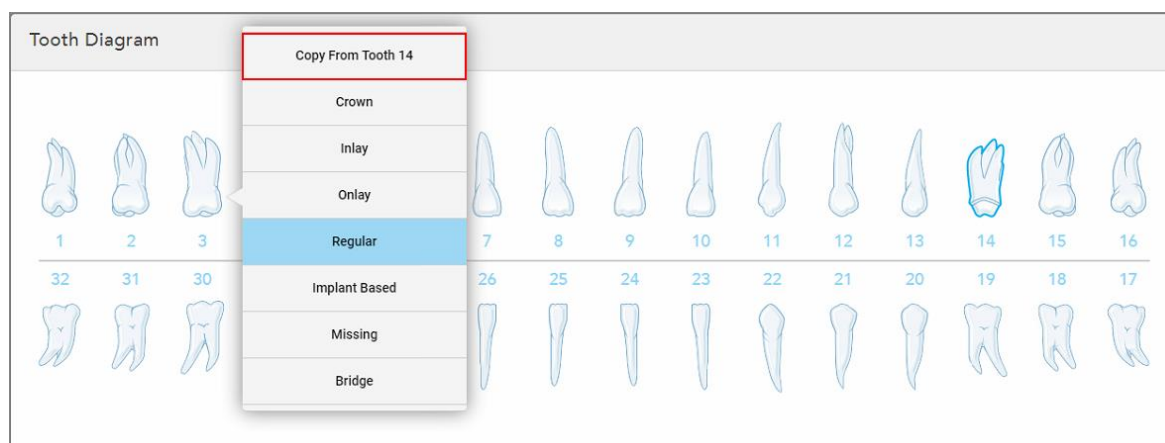 Tooth Diagram
Copy From Tooth 14
Crown
Inlay
Onlay
Regular
Implant Based
Missing
Bridge
1 2 3 7 8 9 10 11 12 13 14 15 16
32 31 30 26 25 24 23 22 21 20 19 18 17